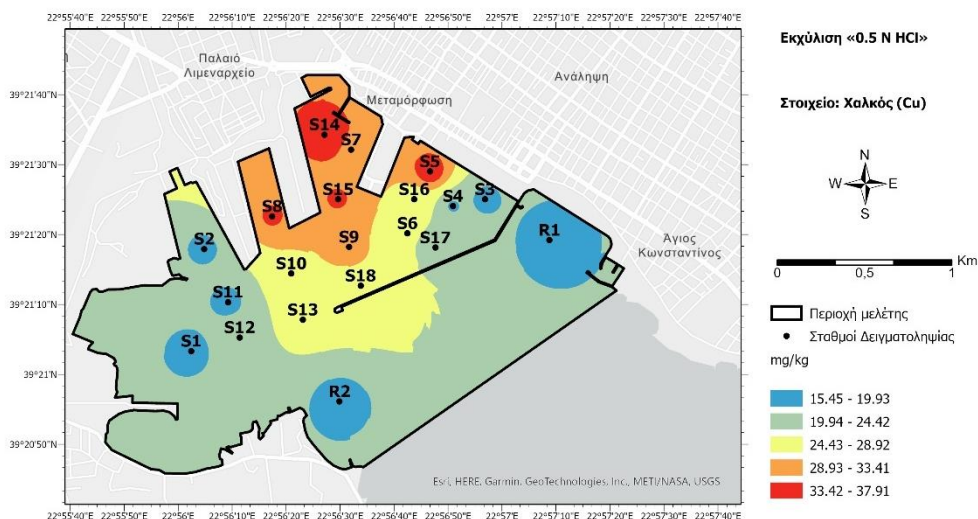 22°55'40"E 22°55'50"E 22°56'E 22°56'10"E 22°56'20"E 22°56'30"E 22°56'40"E 22°56'50"E 22°57'E 22°57'10"E 22°57'20"E 22°57'30"E 22°57'40"E
Εκχύλιση «0.5 N HCl»
Στοιχείο: Χαλκός (Cu)
Παλαιό
Λιμεναρχείο
Ανάληψη
Μεταμόρφωση
Άγιος
Κωνσταντίνος
39°21'40"N
39°21'30"N
39°21'20"N
39°21'10"N
39°21'N
39°20'50"N
S14
S7
S5
S15
S16
S4
S3
S8
S2
S9
S6
S17
R1
S10
S18
S11
S13
S12
S1
R2
N
W E
S
0 0,5 1 Km
Περιοχή μελέτης
Σταθμοί Δειγματοληψίας
mg/kg
15.45 - 19.93
19.94 - 24.42
24.43 - 28.92
28.93 - 33.41
33.42 - 37.91
Esri, HERE, Garmin, GeoTechnologies, Inc., METI/NASA, USGS
22°55'40"E 22°55'50"E 22°56'E 22°56'10"E 22°56'20"E 22°56'30"E 22°56'40"E 22°56'50"E 22°57'E 22°57'10"E 22°57'20"E 22°57'30"E 22°57'40"E